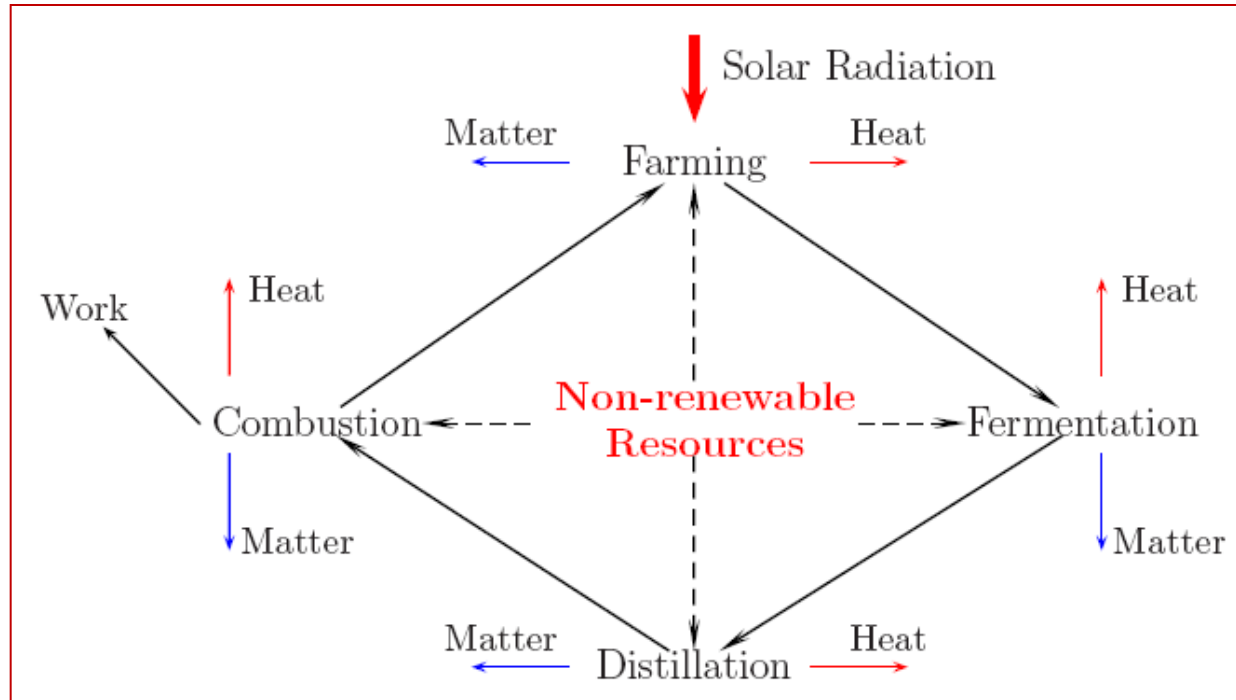 Solar Radiation
Matter
Heat
Farming
Heat
Work
Heat
Non-renewable
Resources
Combustion
Fermentation
Matter
Matter
Matter
Heat
Distillation